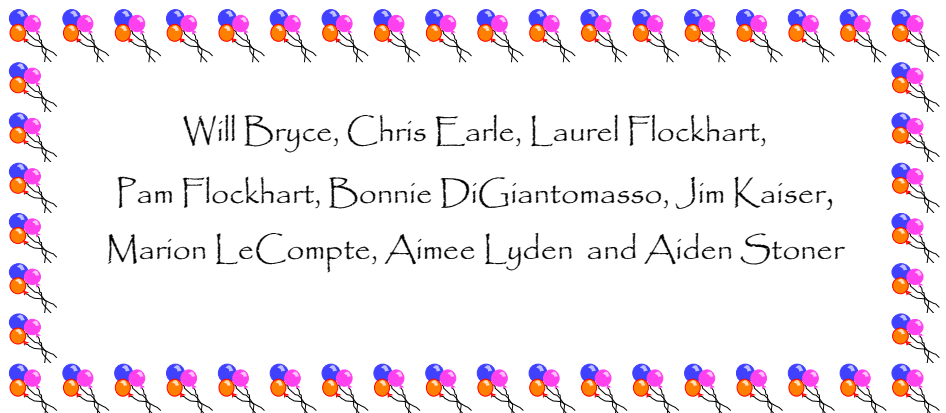 Will Bryce, Chris Earle, Laurel Flockhart,
Pam Flockhart, Bonnie DiGiantomasso, Jim Kaiser,
Marion LeCompte, Aimee Lyden and Aiden Stoner